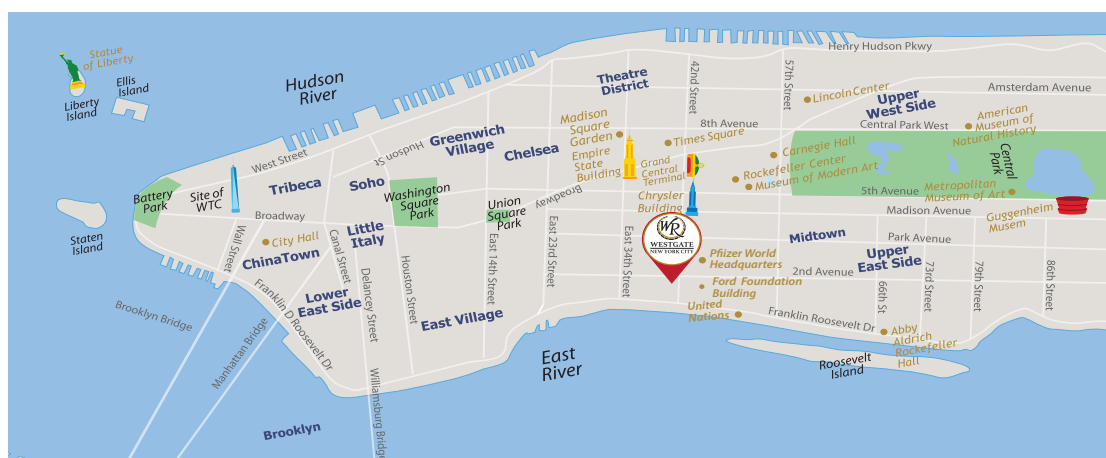 Statue
of Liberty
Liberty
Island
Ellis
Island
Hudson
River
Staten
Island
Battery
Park
Site of
WTC
West Street
Tribeca
Broadway
Wall Street
City Hall
ChinaTown
Canal Street
Franklin D Roosevelt Dr
Brooklyn Bridge
Manhattan Bridge
Williamsburg Bridge
Brooklyn
Lower
East Side
Delancey Street
Soho
Little
Italy
Hudson St
Washington
Square
Park
Houston Street
Greenwich
Village
East Village
Union
Square
Park
East 14th Street
Chelsea
Broadway
East 23rd Street
East
River
Theatre
District
Madison
Square
Garden
Empire
State
Building
East 34th Street
42nd Street
8th Avenue
Times Square
Grand
Central
Terminal
Chrysler
Building
WR
WESTGATE
NEW YORK CITY
Pfizer World
Headquarters
Ford Foundation
Building
United
Nations
57th Street
Henry Hudson Pkwy
Lincoln Center
Upper
West Side
Amsterdam Avenue
Central Park West
American
Museum of
Natural History
Carnegie Hall
Rockefeller Center
Museum of Modern Art
Central
Park
5th Avenue
Metropolitan
Museum of Art
Madison Avenue
Guggenheim
Musem
Midtown
Park Avenue
Upper
East Side
2nd Avenue
66th St
73rd Street
79th Street
86th Street
Franklin Roosevelt Dr
Abby
Aldrich
Rockefeller
Hall
Roosevelt
Island